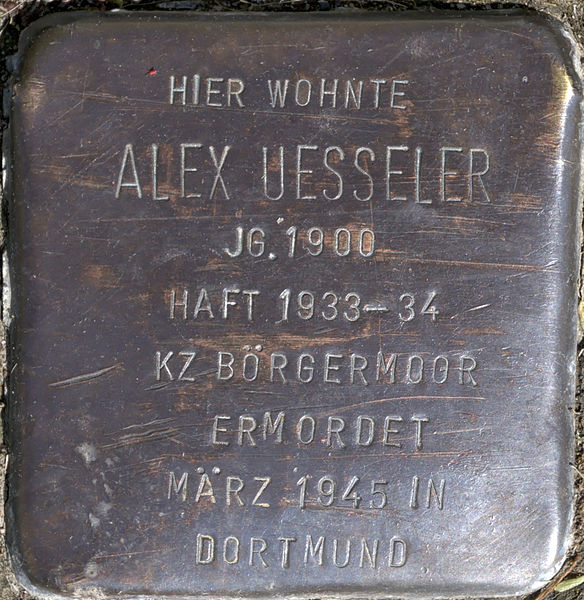 HIER WOHNTE
ALEX UESSELER
JG. 1900
HAFT 1933–34
KZ BÖRGERMOOR
ERMORDET
MÄRZ 1945 IN
DORTMUND